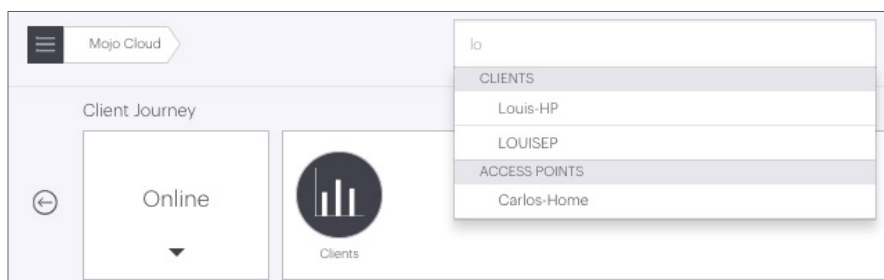 Mojo Cloud
lo
CLIENTS
Louis-HP
LOUISEP
ACCESS POINTS
Carlos-Home
Client Journey
Online
Clients